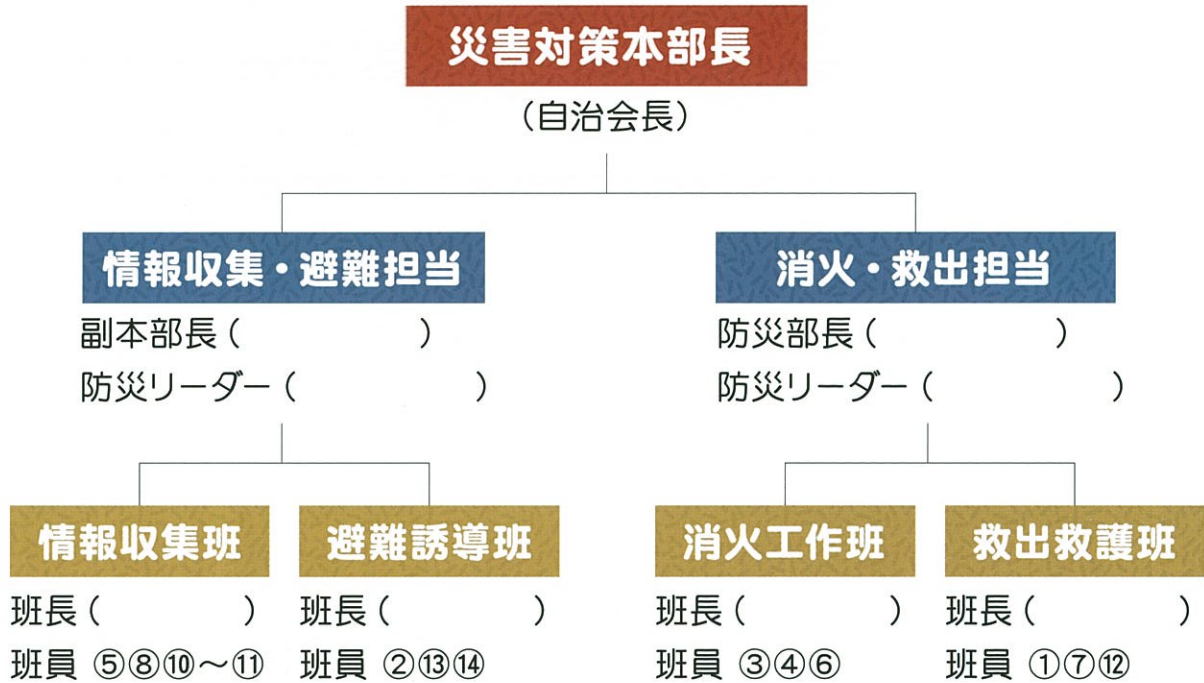 災害対策本部長
（自治会長）
情報収集・避難担当
副本部長（　　　　　）
防災リーダー（　　　　　）
消火・救出担当
防災部長（　　　　　）
防災リーダー（　　　　　）
情報収集班
班長（　　　　）
班員 ⑤⑧⑩～⑪
避難誘導班
班長（　　　　）
班員 ②⑬⑭
消火工作班
班長（　　　　）
班員 ③④⑥
救出救護班
班長（　　　　）
班員 ①⑦⑫